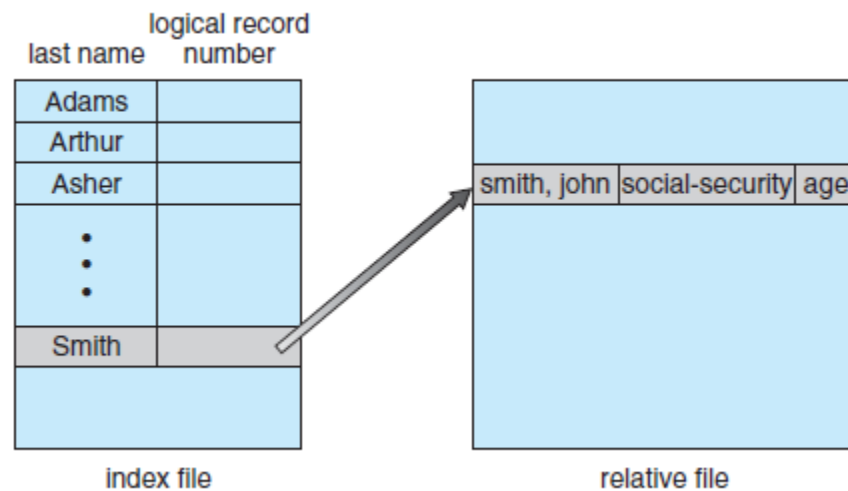 logical record
last name number
Adams
Arthur
Asher
Smith
smith, john social-security age
index file relative file